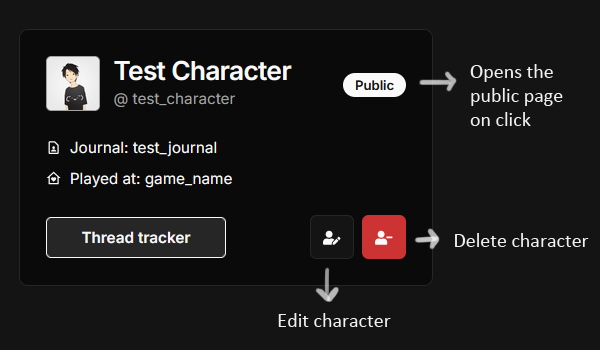 Test Character
@ test_character
Public
Opens the
public page
on click
Journal: test_journal
Played at: game_name
Thread tracker
Delete character
Edit character